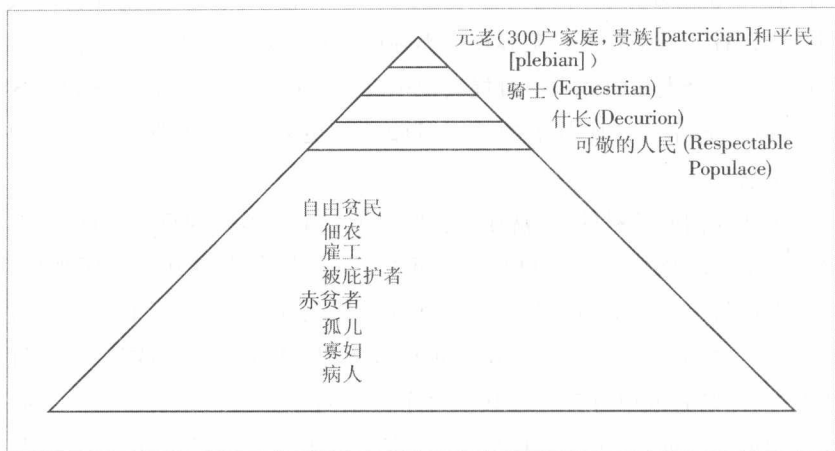 元老(300户家庭,贵族[patcrician]和平民
[plebian])
骑士(Equestrian)
什长(Decurion)
可敬的人民(Respectable
Populace)
自由贫民
佃农
雇工
被庇护者
赤贫者
孤儿
寡妇
病人